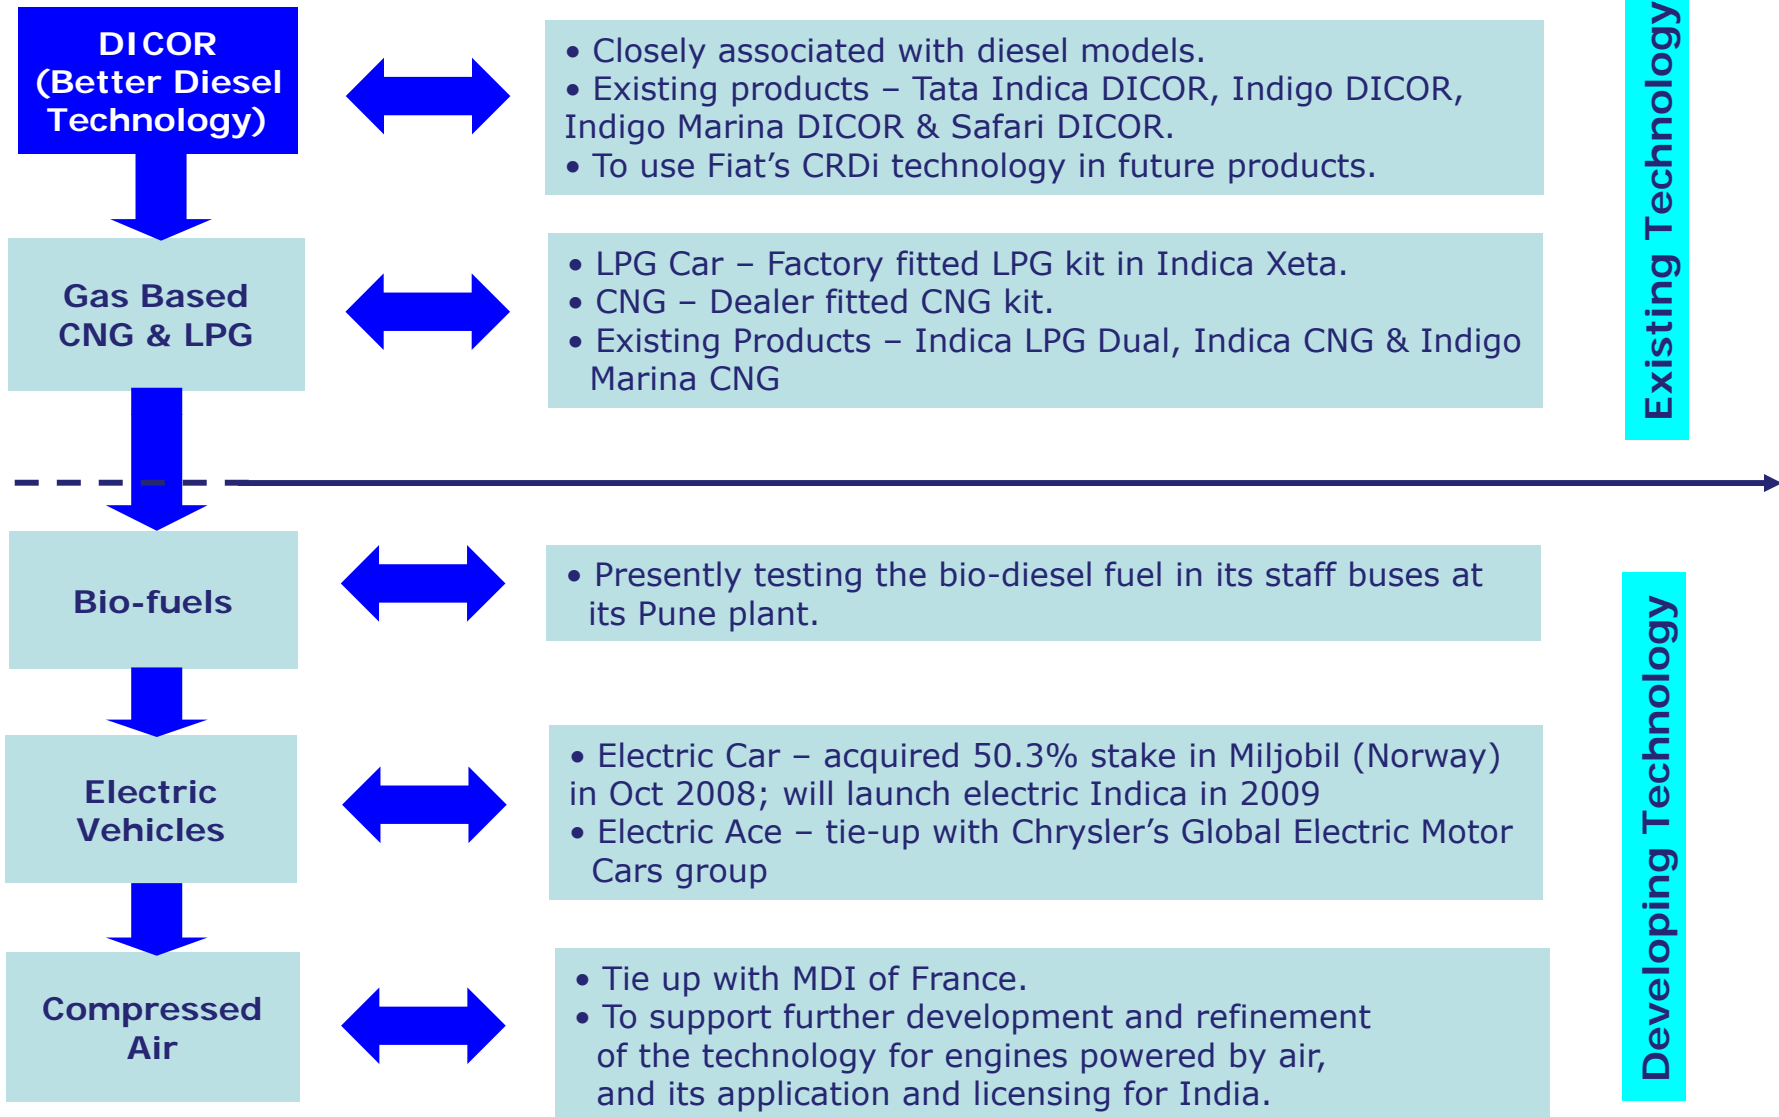 DICOR
(Better Diesel
Technology)
• Closely associated with diesel models.
• Existing products – Tata Indica DICOR, Indigo DICOR,
Indigo Marina DICOR & Safari DICOR.
• To use Fiat’s CRDi technology in future products.
Existing Technology
Gas Based
CNG & LPG
• LPG Car – Factory fitted LPG kit in Indica Xeta.
• CNG – Dealer fitted CNG kit.
• Existing Products – Indica LPG Dual, Indica CNG & Indigo
Marina CNG
Bio-fuels
• Presently testing the bio-diesel fuel in its staff buses at
its Pune plant.
Developing Technology
Electric
Vehicles
• Electric Car – acquired 50.3% stake in Miljobil (Norway)
in Oct 2008; will launch electric Indica in 2009
• Electric Ace – tie-up with Chrysler’s Global Electric Motor
Cars group
Compressed
Air
• Tie up with MDI of France.
• To support further development and refinement
of the technology for engines powered by air,
and its application and licensing for India.